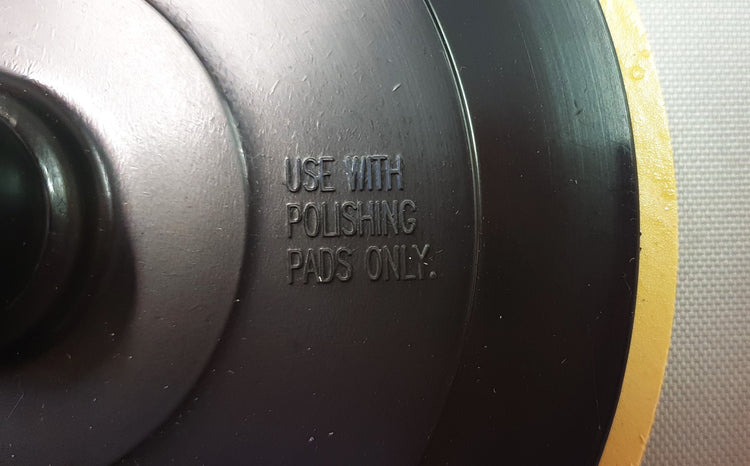 USE WITH
POLISHING
PADS ONLY.